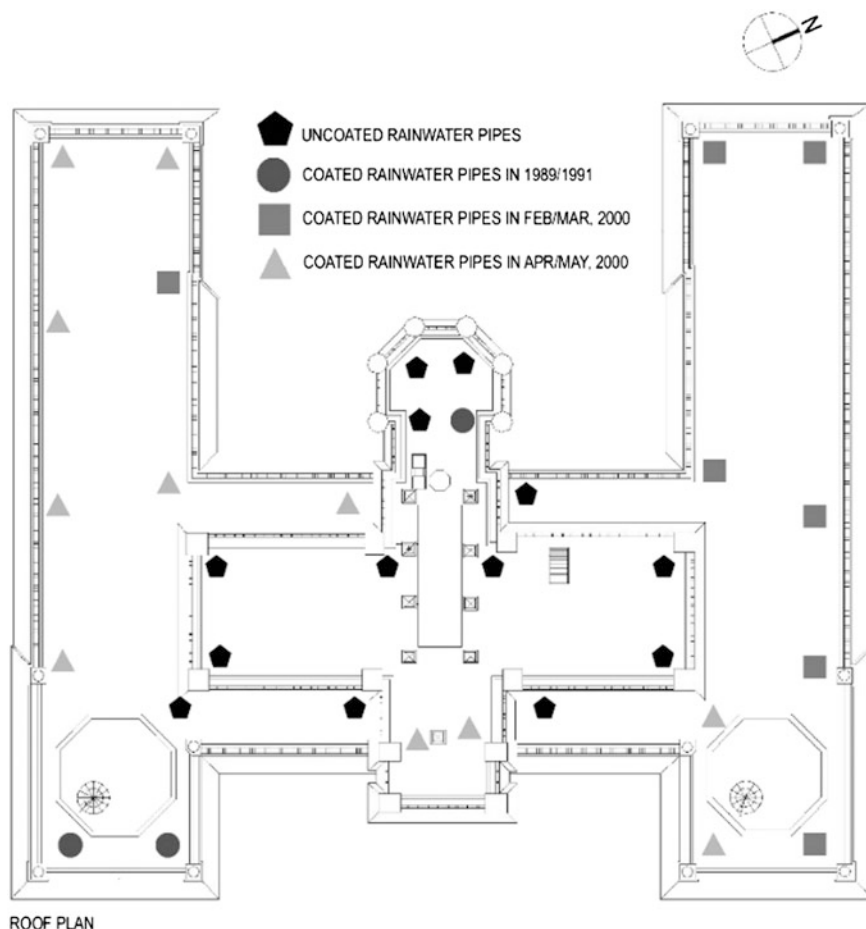 N
UNCOATED RAINWATER PIPES
COATED RAINWATER PIPES IN 1989/1991
COATED RAINWATER PIPES IN FEB/MAR, 2000
COATED RAINWATER PIPES IN APR/MAY, 2000
ROOF PLAN